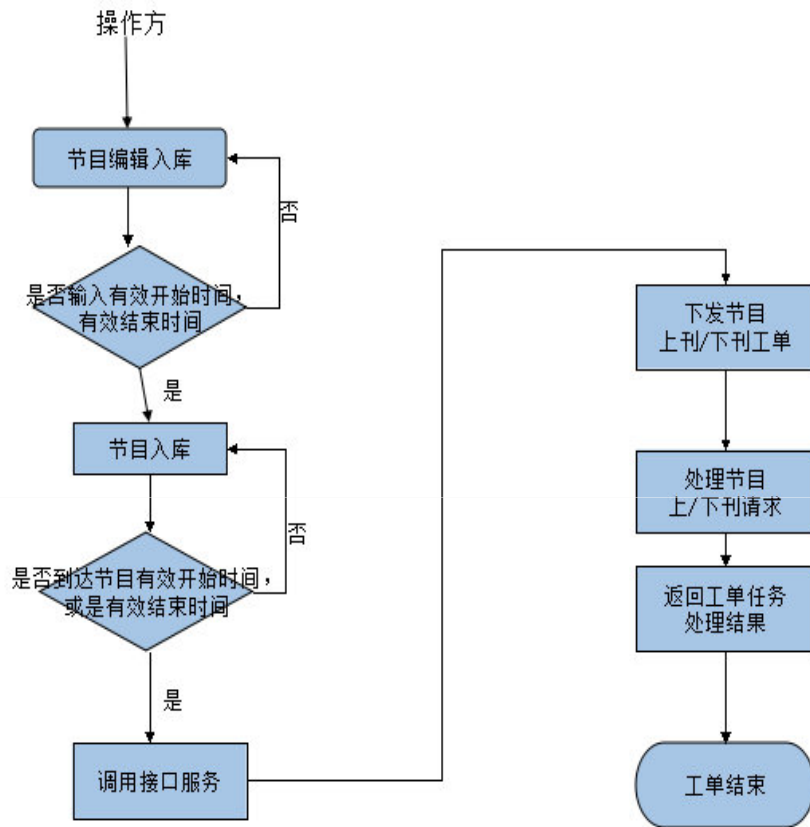 操作方
节目编辑入库
否
是否输入有效开始时间，
有效结束时间
是
节目入库
否
是否到达节目有效开始时间，
或是有效结束时间
是
调用接口服务
下发节目
上刊/下刊工单
处理节目
上/下刊请求
返回工单任务
处理结果
工单结束